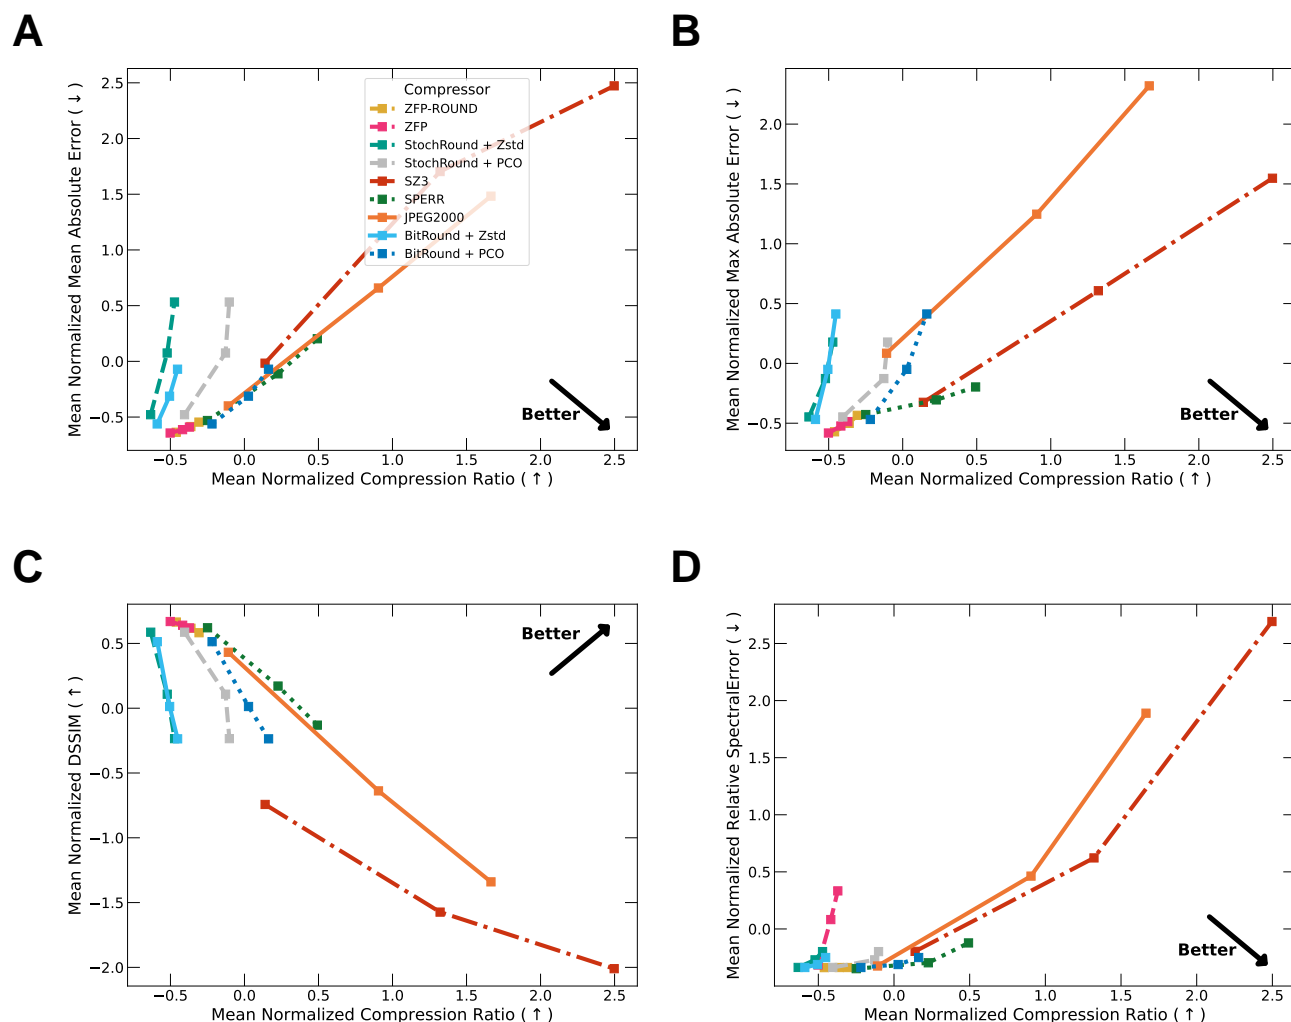 A
2.5
2.0
1.5
1.0
0.5
0.0
−0.5
Mean Normalized Mean Absolute Error (↓)
Compressor
ZFP-ROUND
ZFP
StochRound + Zstd
StochRound + PCO
SZ3
SPERR
JPEG2000
BitRound + Zstd
BitRound + PCO
Better
−0.5 0.0 0.5 1.0 1.5 2.0 2.5
Mean Normalized Compression Ratio (↑)
B
2.0
1.5
1.0
0.5
0.0
−0.5
Mean Normalized Max Absolute Error (↓)
Better
−0.5 0.0 0.5 1.0 1.5 2.0 2.5
Mean Normalized Compression Ratio (↑)
C
0.5
0.0
−0.5
−1.0
−1.5
−2.0
Mean Normalized DSSIM (↑)
Better
−0.5 0.0 0.5 1.0 1.5 2.0 2.5
Mean Normalized Compression Ratio (↑)
D
2.5
2.0
1.5
1.0
0.5
0.0
Mean Normalized Relative SpectralError (↓)
Better
−0.5 0.0 0.5 1.0 1.5 2.0 2.5
Mean Normalized Compression Ratio (↑)